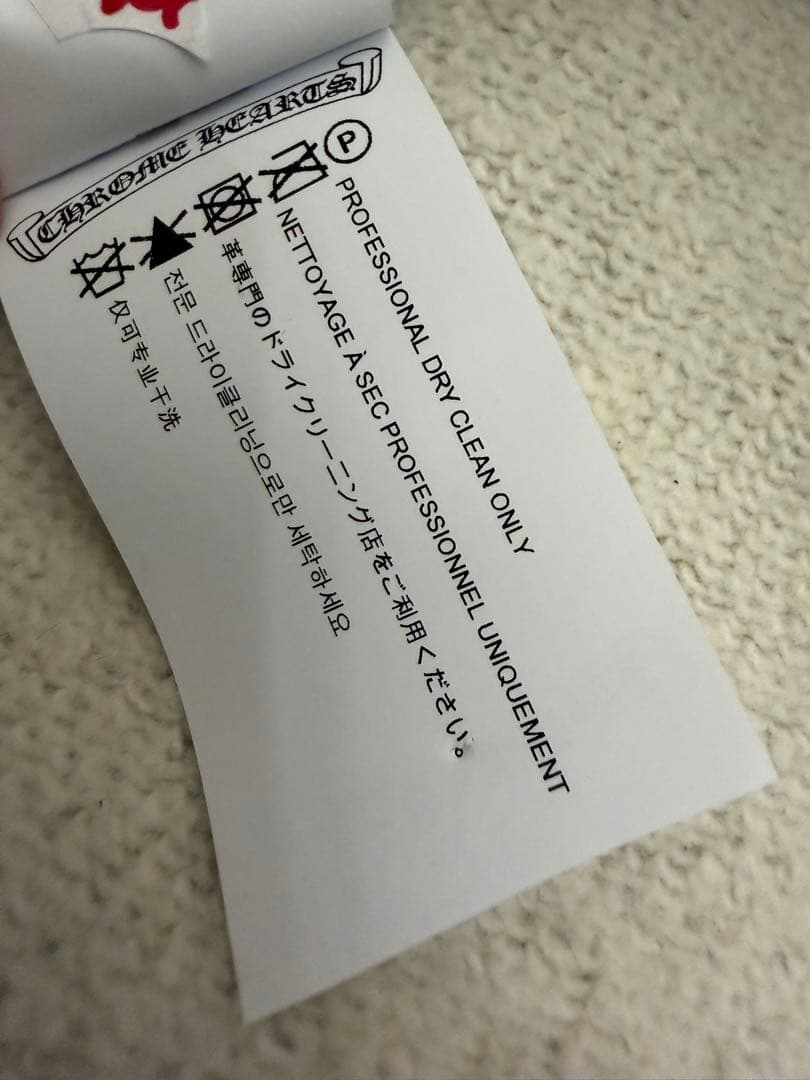 CHROME HEARTS
P
PROFESSIONAL DRY CLEAN ONLY
NETTOYAGE À SEC PROFESSIONNEL UNIQUEMENT
革専門のドライクリーニング店をご利用ください。
전문 드라이클리닝으로만 세탁하세요
仅可专业干洗